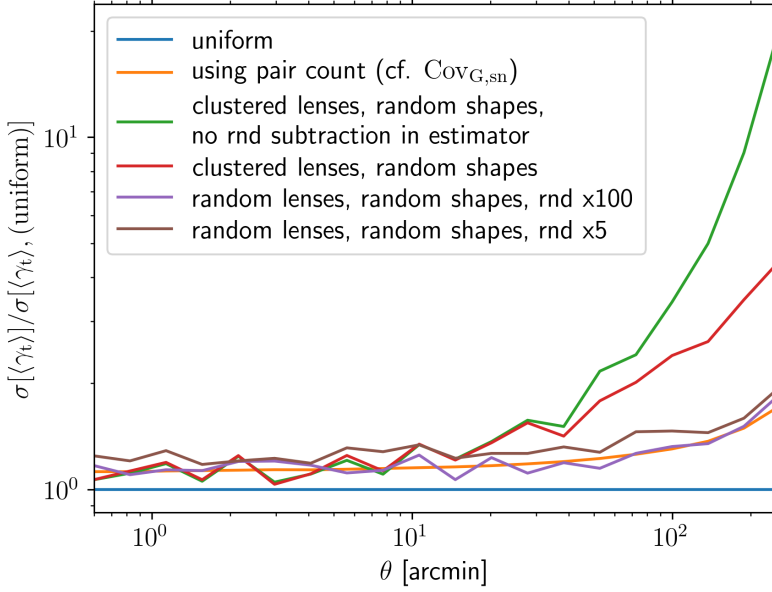 uniform
using pair count (cf. Cov_G,sn)
clustered lenses, random shapes,
no rnd subtraction in estimator
clustered lenses, random shapes
random lenses, random shapes, rnd x100
random lenses, random shapes, rnd x5
σ[⟨γ_t⟩]/σ[⟨γ_t⟩, (uniform)]
10^1
10^0
10^0 10^1 10^2
θ [arcmin]